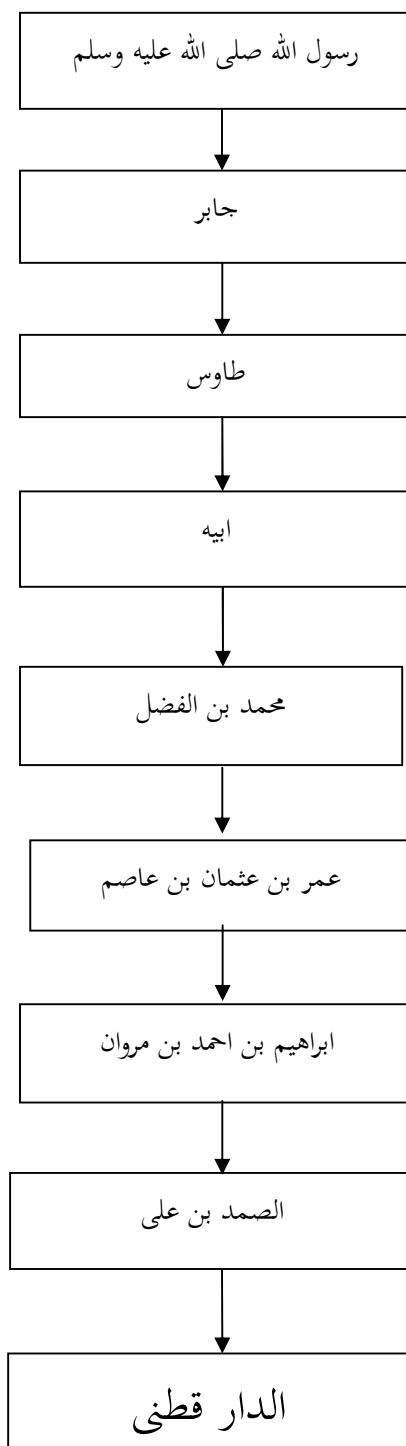 رسول الله صلى الله عليه وسلم
جابر
طاوس
ابيه
محمد بن الفضل
عمر بن عثمان بن عاصم
ابراهيم بن احمد بن مروان
الصمد بن على
الدار قطنى